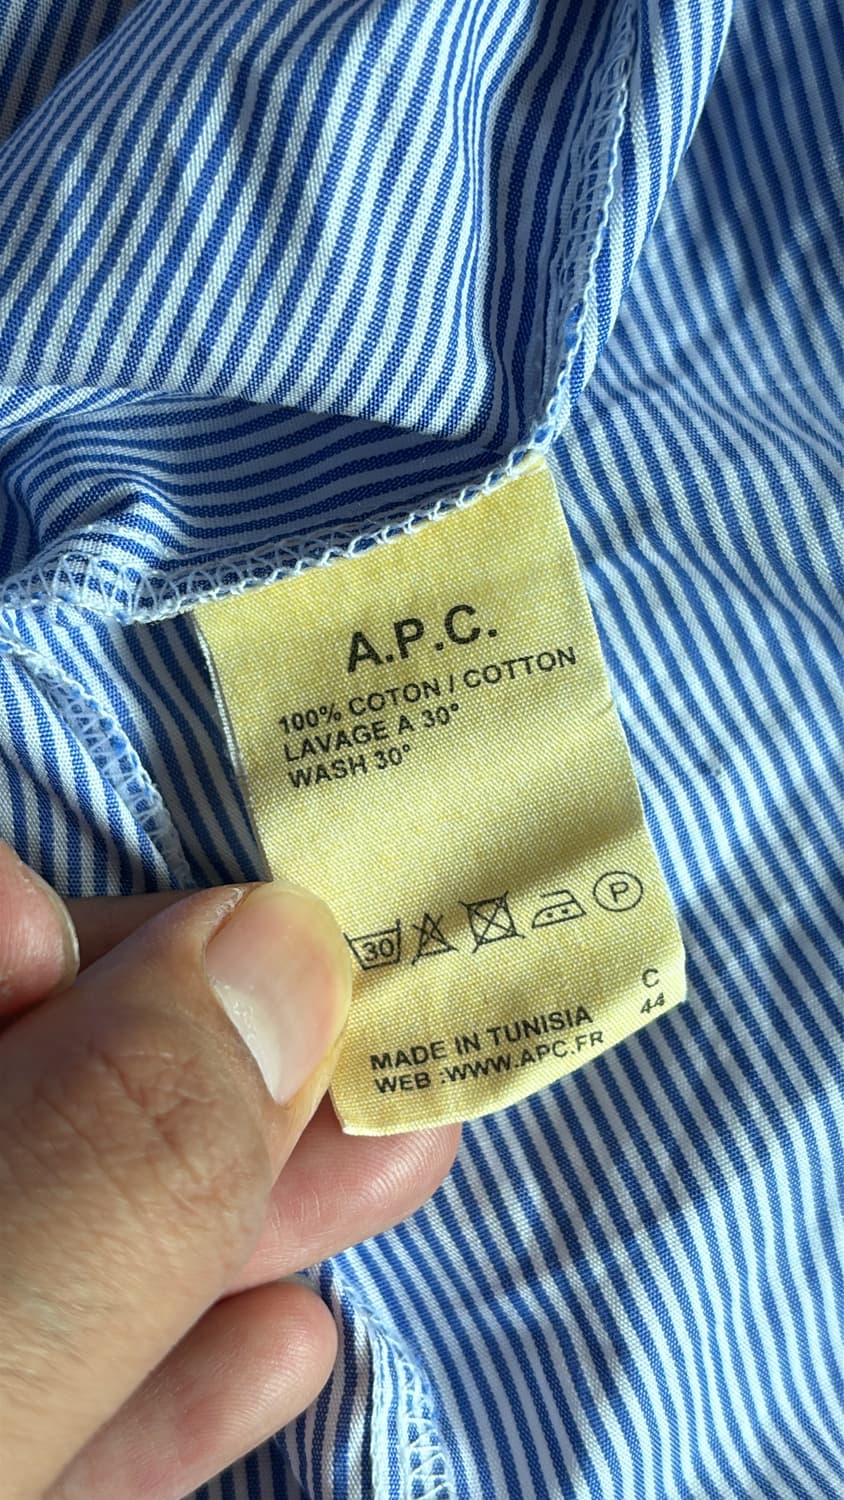 A.P.C.
100% COTON / COTTON
LAVAGE A 30°
WASH 30°
30
P
C
44
MADE IN TUNISIA
WEB :WWW.APC.FR